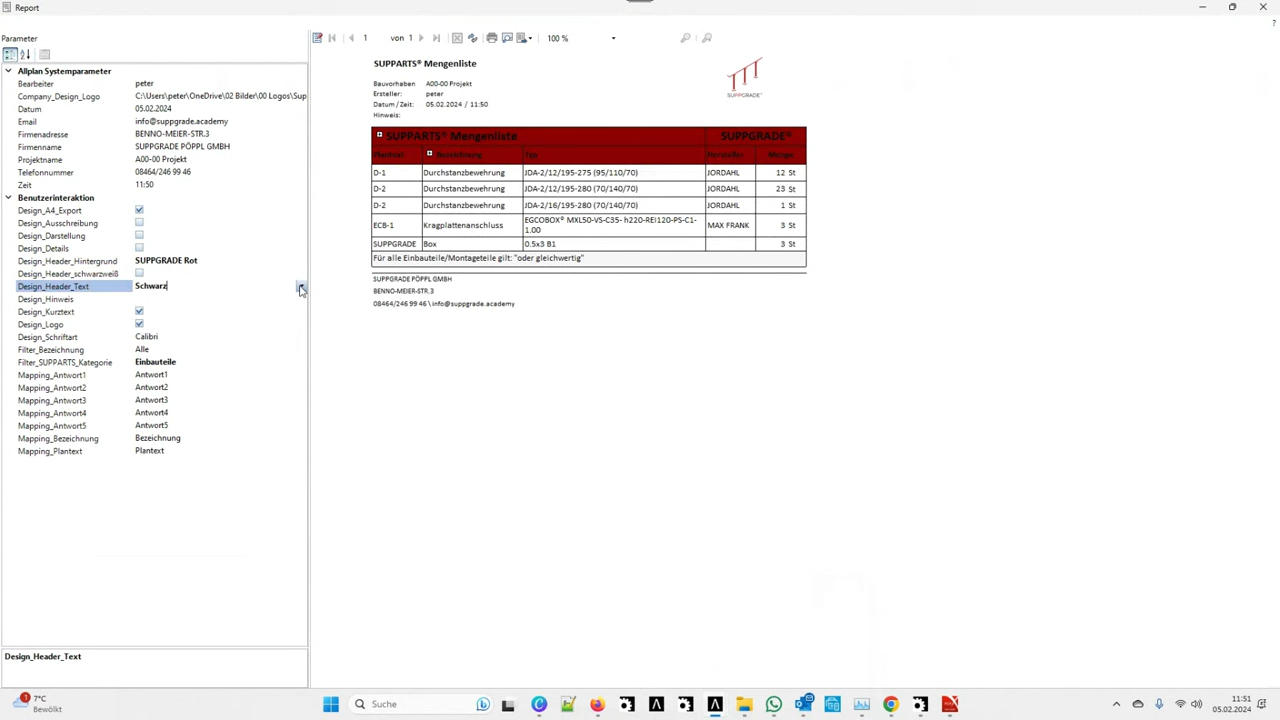 Report
?
Parameter
1 von 1 100 %
Allplan Systemparameter
Bearbeiter peter
Company_Design_Logo C:\Users\peter\OneDrive\02 Bilder\00 Logos\Sup
Datum 05.02.2024
Email info@suppgrade.academy
Firmenadresse BENNO-MEIER-STR.3
Firmenname SUPPGRADE PÖPPL GMBH
Projektname A00-00 Projekt
Telefonnummer 08464/246 99 46
Zeit 11:50
Benutzerinteraktion
Design_A4_Export
Design_Ausschreibung
Design_Darstellung
Design_Details
Design_Header_Hintergrund SUPPGRADE Rot
Design_Header_schwarzweiß
Design_Header_Text Schwarz
Design_Hinweis
Design_Kurztext
Design_Logo
Design_Schriftart Calibri
Filter_Bezeichnung Alle
Filter_SUPPARTS_Kategorie Einbauteile
Mapping_Antwort1 Antwort1
Mapping_Antwort2 Antwort2
Mapping_Antwort3 Antwort3
Mapping_Antwort4 Antwort4
Mapping_Antwort5 Antwort5
Mapping_Bezeichnung Bezeichnung
Mapping_Plantext Plantext
Design_Header_Text
SUPPARTS® Mengenliste
Bauvorhaben A00-00 Projekt
Ersteller: peter
Datum /Zeit: 05.02.2024 / 11:50
Hinweis:
SUPPGRADE®
SUPPARTS® Mengenliste SUPPGRADE®
Plantext Bezeichnung Typ Hersteller Menge
D-1 Durchstanzbewehrung JDA-2/12/195-275 (95/110/70) JORDAHL 12 St
D-2 Durchstanzbewehrung JDA-2/12/195-280 (70/140/70) JORDAHL 23 St
D-2 Durchstanzbewehrung JDA-2/16/195-280 (70/140/70) JORDAHL 1 St
ECB-1 Kragplattenanschluss EGCOBOX® MXL50-VS-C35- h220-REI120-PS-C1-
1.00 MAX FRANK 3 St
SUPPGRADE Box 0.5x3 B1 3 St
Für alle Einbauteile/Montageteile gilt: "oder gleichwertig"
SUPPGRADE PÖPPL GMBH
BENNO-MEIER-STR.3
08464/246 99 46 \ info@suppgrade.academy
1 7°C
Bewölkt
Suche
11:51
05.02.2024